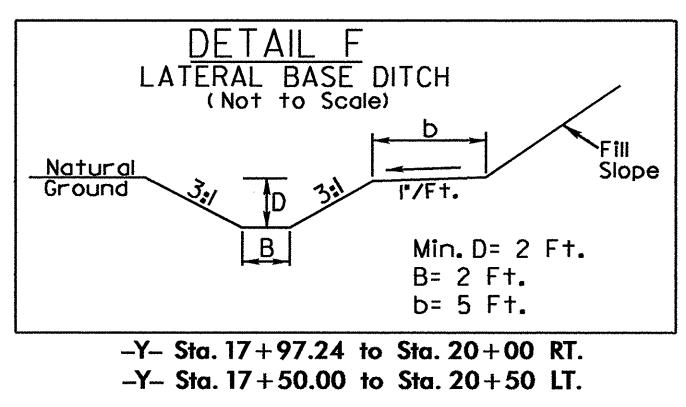 DETAIL F
LATERAL BASE DITCH
(Not to Scale)
b
Natural
Ground
3:1
D
3:1
1"/Ft.
Fill
Slope
B
Min. D= 2 Ft.
B= 2 Ft.
b= 5 Ft.
-Y- Sta. 17+97.24 to Sta. 20+00 RT.
-Y- Sta. 17+50.00 to Sta. 20+50 LT.